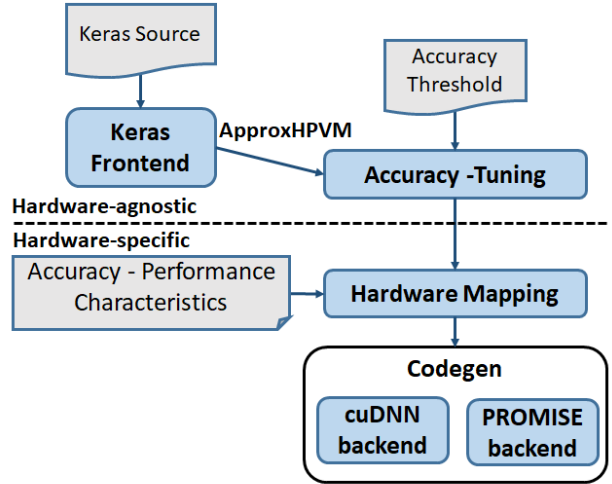 Keras Source
Accuracy
Threshold
Keras
Frontend
ApproxHPVM
Accuracy -Tuning
Hardware-agnostic
Hardware-specific
Accuracy - Performance
Characteristics
Hardware Mapping
Codegen
cuDNN
backend
PROMISE
backend